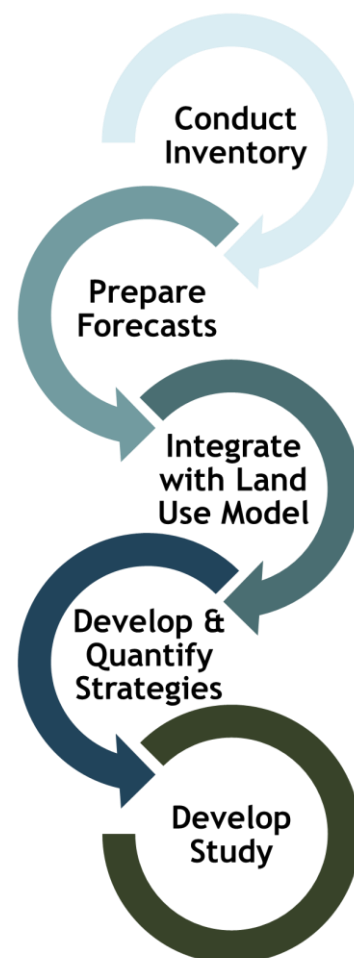 Conduct
Inventory
Prepare
Forecasts
Integrate
with Land
Use Model
Develop &
Quantify
Strategies
Develop
Study